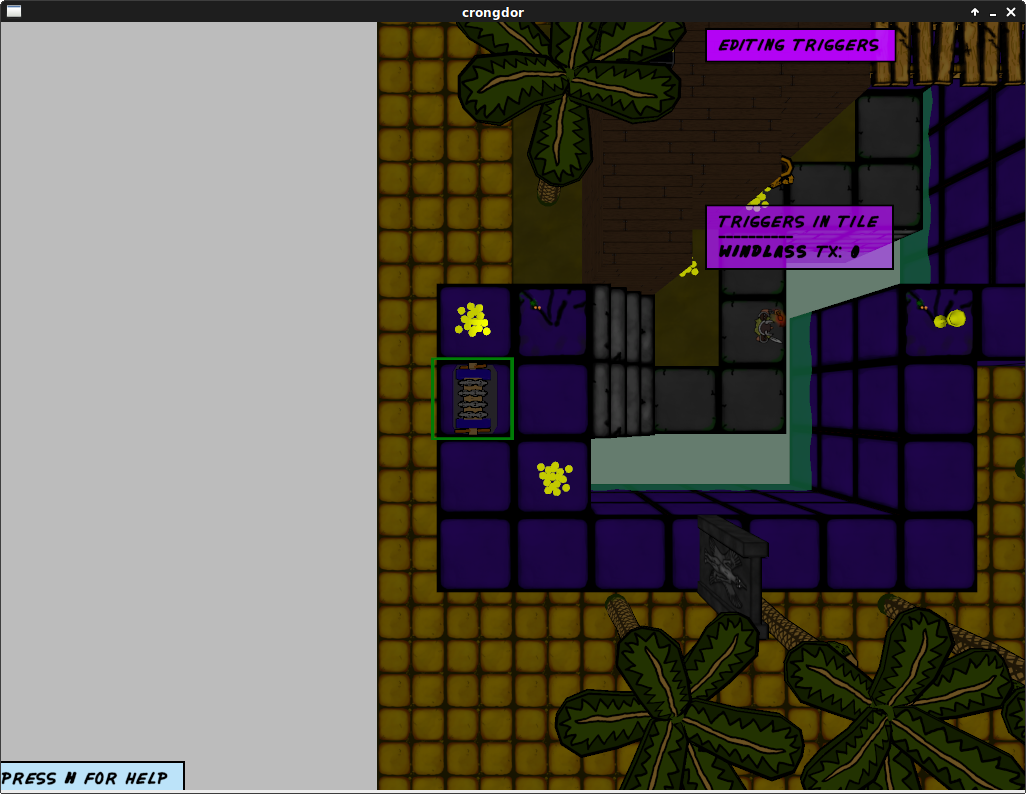 crongdor
EDITING TRIGGERS
TRIGGERS IN TILE
----------
WINDLASS TX: 0
PRESS H FOR HELP